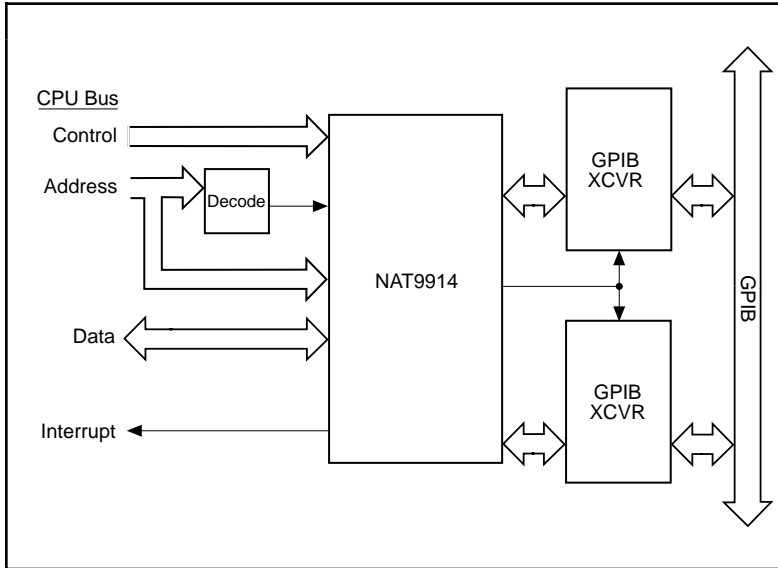 CPU Bus
Control
Address
Decode
Data
Interrupt
NAT9914
GPIB
XCVR
GPIB
XCVR
GPIB